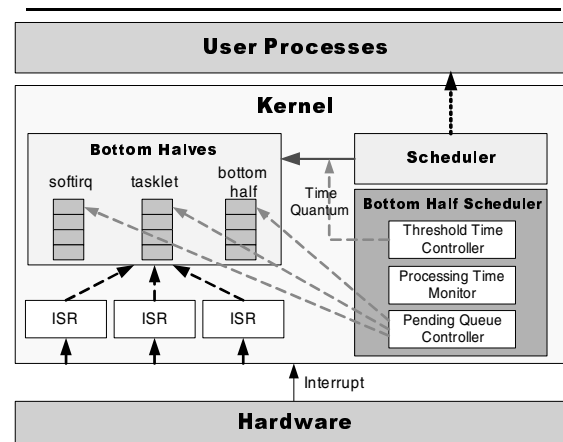 User Processes
Kernel
Bottom Halves
softirq
tasklet
bottom
half
Scheduler
Time
Quantum
Bottom Half Scheduler
Threshold Time
Controller
Processing Time
Monitor
Pending Queue
Controller
ISR
ISR
ISR
Interrupt
Hardware